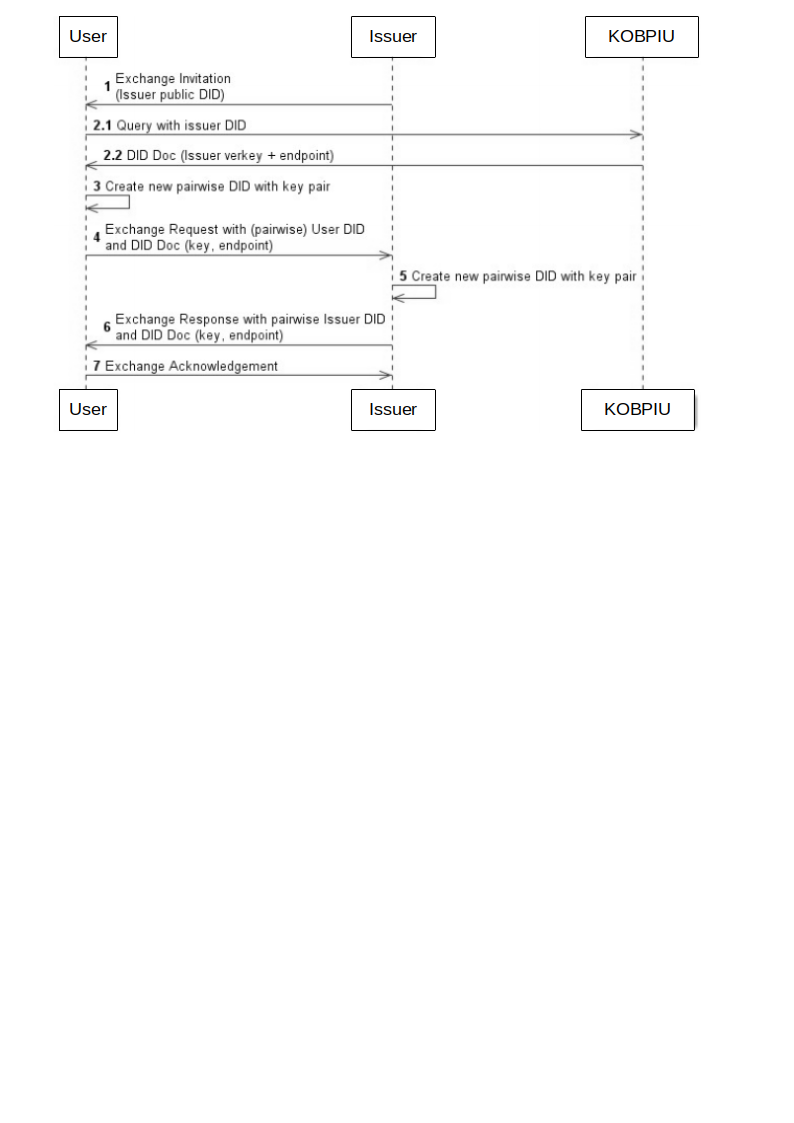 User
Issuer
KOBPIU
1 Exchange Invitation
(Issuer public DID)
2.1 Query with issuer DID
2.2 DID Doc (Issuer verkey + endpoint)
3 Create new pairwise DID with key pair
4 Exchange Request with (pairwise) User DID
and DID Doc (key, endpoint)
5 Create new pairwise DID with key pair
6 Exchange Response with pairwise Issuer DID
and DID Doc (key, endpoint)
7 Exchange Acknowledgement
User
Issuer
KOBPIU